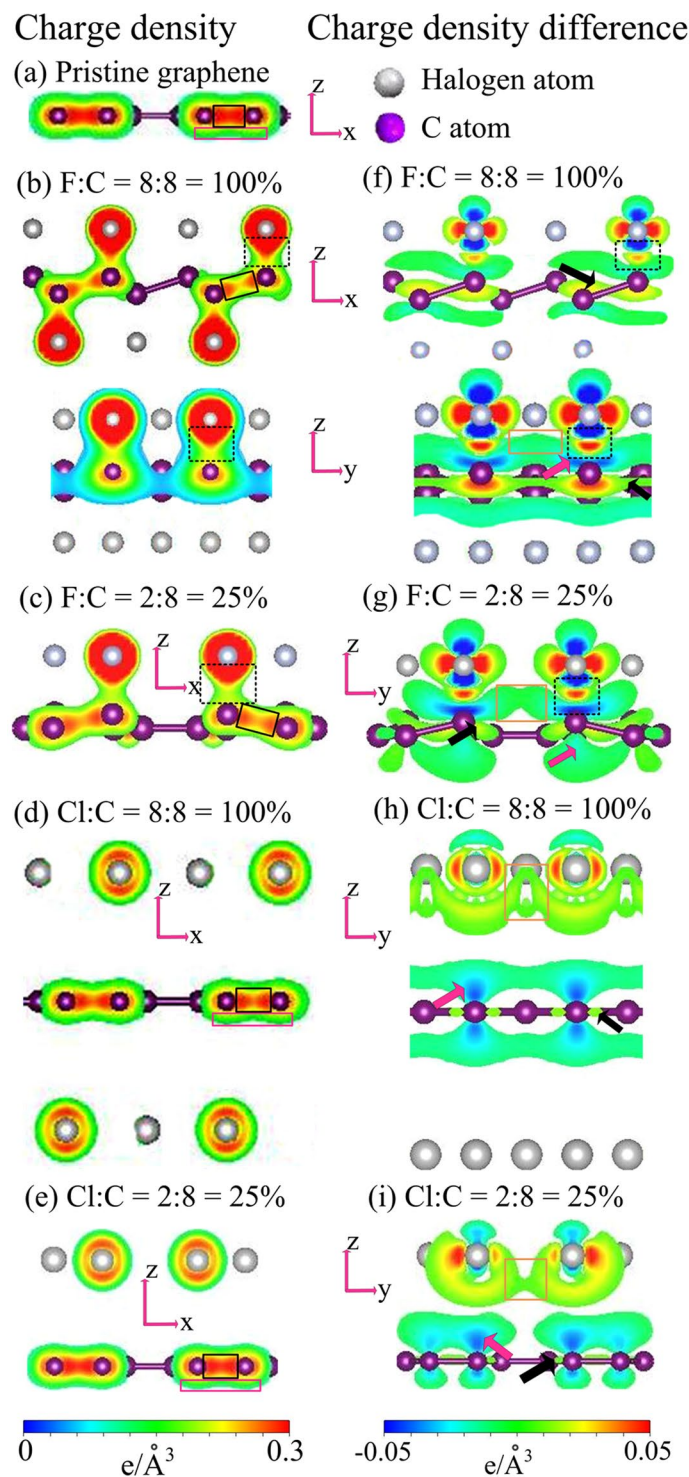 Charge density
Charge density difference
(a) Pristine graphene
z
x
Halogen atom
C atom
(b) F:C = 8:8 = 100%
(f) F:C = 8:8 = 100%
z
x
z
y
(c) F:C = 2:8 = 25%
(g) F:C = 2:8 = 25%
z
x
z
y
(d) Cl:C = 8:8 = 100%
(h) Cl:C = 8:8 = 100%
z
x
z
y
(e) Cl:C = 2:8 = 25%
(i) Cl:C = 2:8 = 25%
z
x
z
y
0
0.3
e/Å³
-0.05
0.05
e/Å³